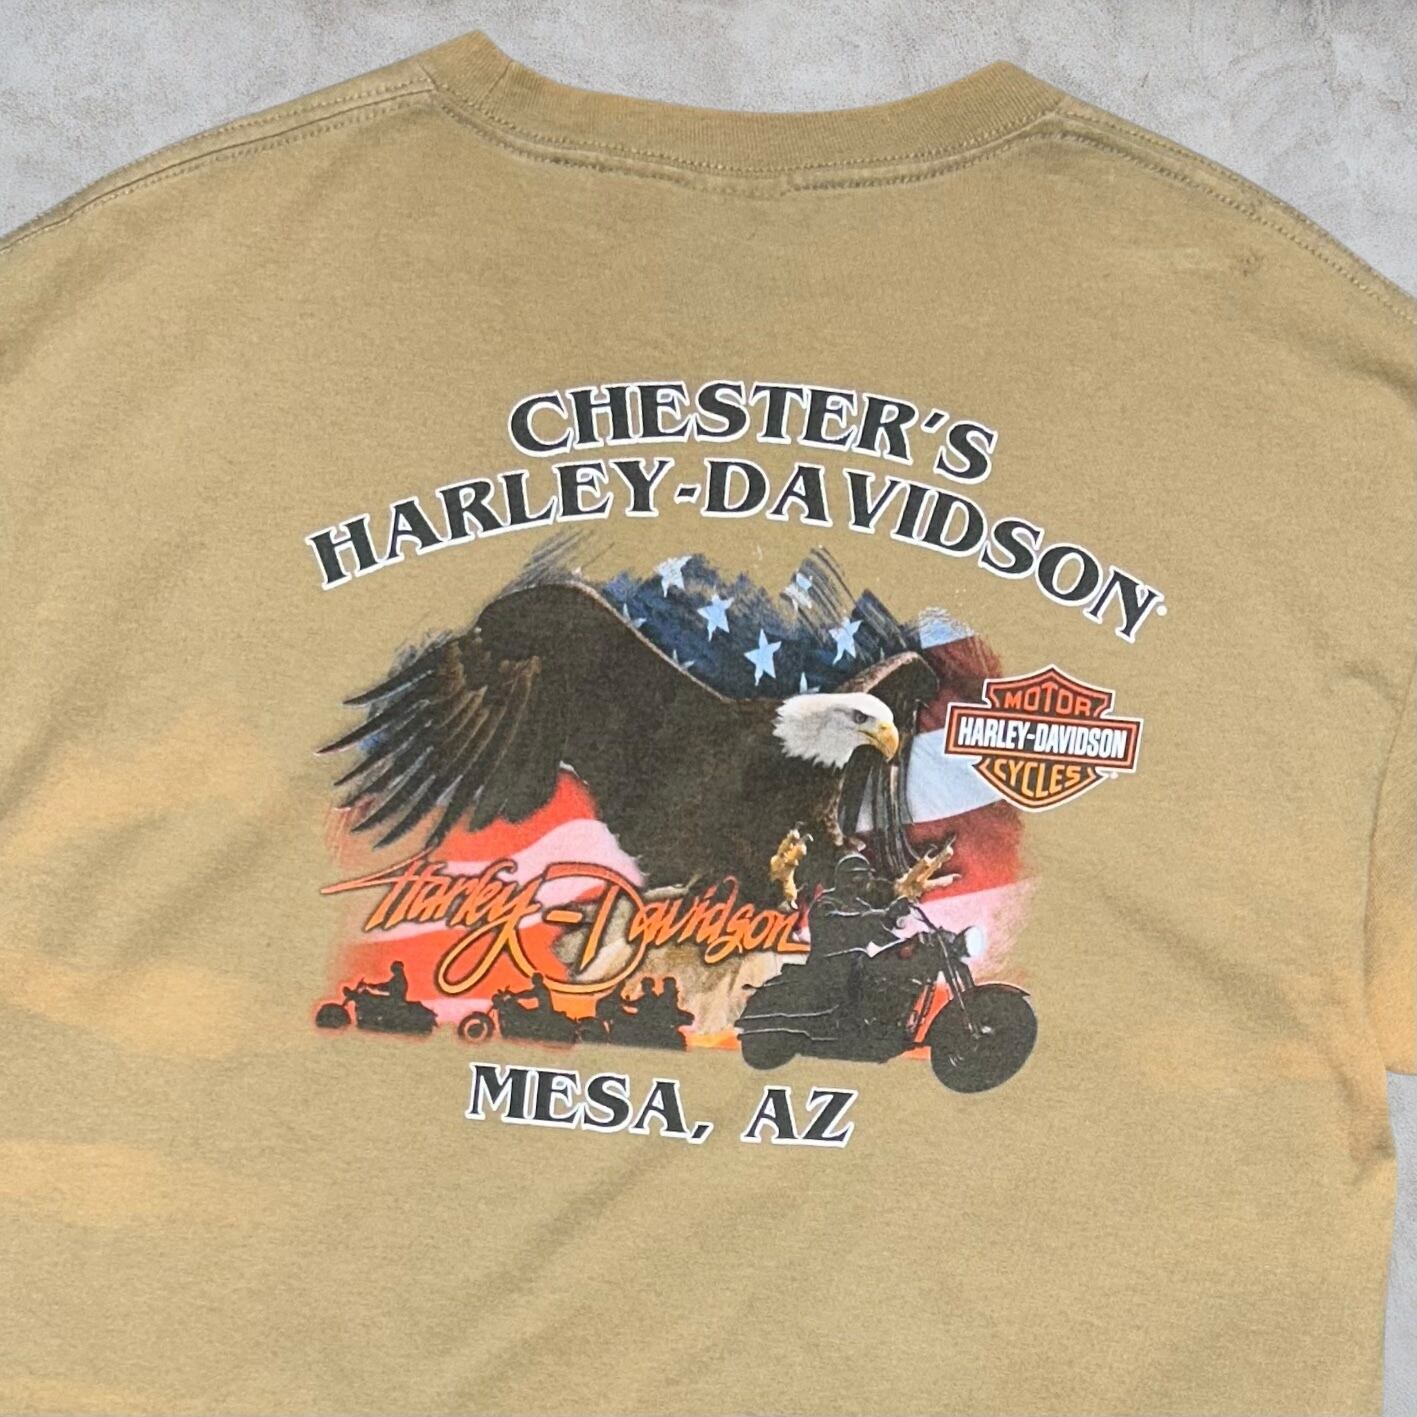 CHESTER'S
HARLEY-DAVIDSON®
MOTOR
HARLEY-DAVIDSON
CYCLES
Harley-Davidson
MESA, AZ